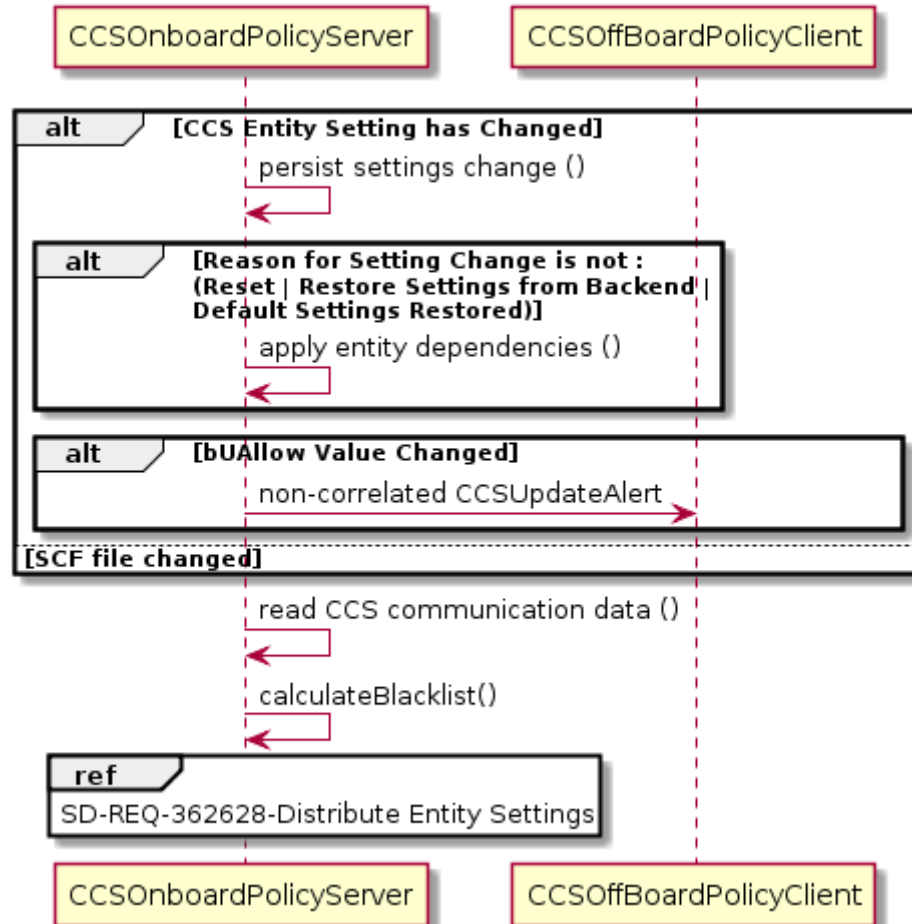 CCSOnboardPolicyServer CCSOffBoardPolicyClient
alt [CCS Entity Setting has Changed]
persist settings change ()
alt [Reason for Setting Change is not :
(Reset | Restore Settings from Backend |
Default Settings Restored)]
apply entity dependencies ()
alt [bUAllow Value Changed]
non-correlated CCSUpdateAlert
[SCF file changed]
read CCS communication data ()
calculateBlacklist()
ref
SD-REQ-362628-Distribute Entity Settings
CCSOnboardPolicyServer CCSOffBoardPolicyClient